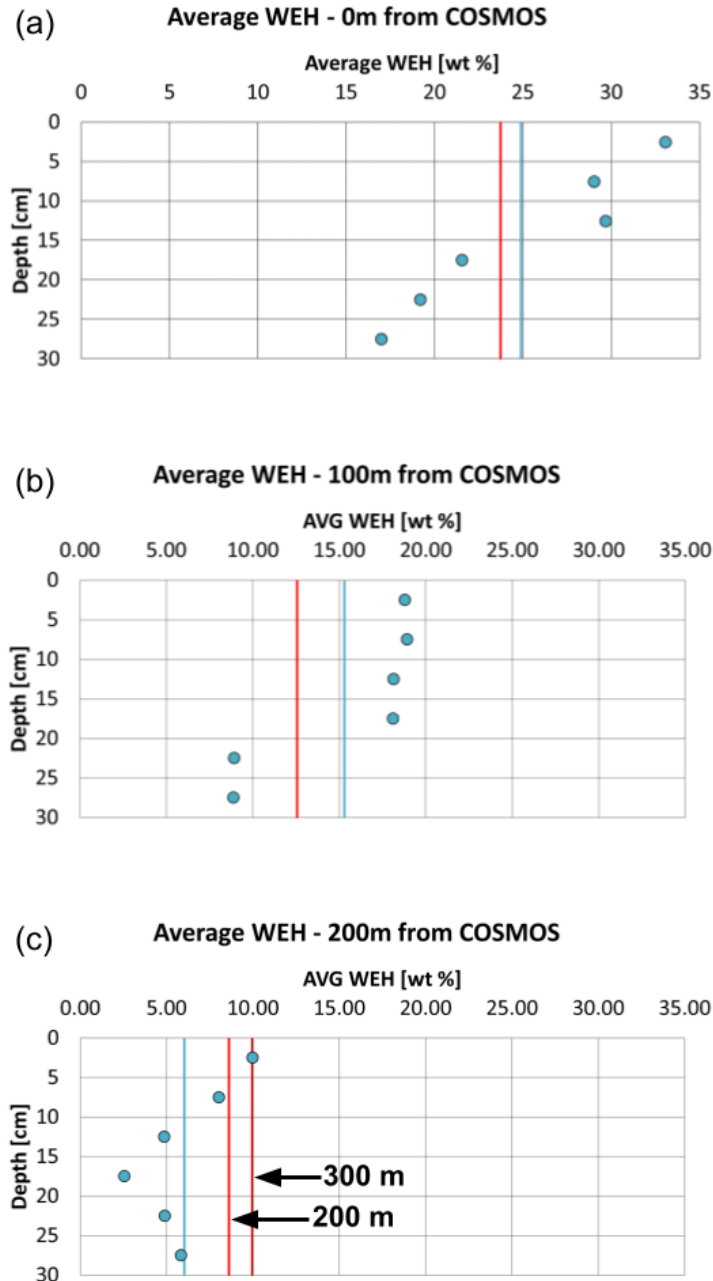 (a)
Average WEH - 0m from COSMOS
Average WEH [wt %]
0 5 10 15 20 25 30 35
Depth [cm]
0
5
10
15
20
25
30
(b)
Average WEH - 100m from COSMOS
AVG WEH [wt %]
0.00 5.00 10.00 15.00 20.00 25.00 30.00 35.00
Depth [cm]
0
5
10
15
20
25
30
(c)
Average WEH - 200m from COSMOS
AVG WEH [wt %]
0.00 5.00 10.00 15.00 20.00 25.00 30.00 35.00
Depth [cm]
0
5
10
15
20
25
30
300 m
200 m